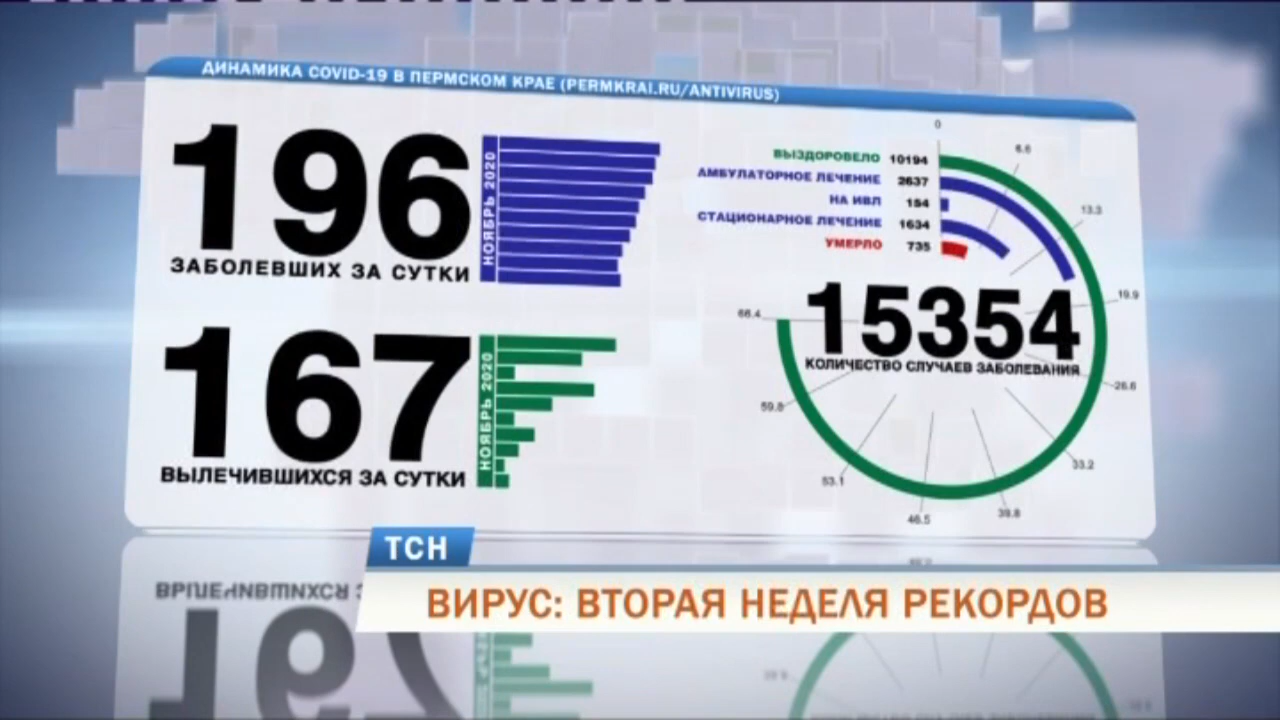 ДИНАМИКА COVID-19 В ПЕРМСКОМ КРАЕ (PERMKRAI.RU/ANTIVIRUS)
196
ЗАБОЛЕВШИХ ЗА СУТКИ
НОЯБРЬ 2020
167
ВЫЛЕЧИВШИХСЯ ЗА СУТКИ
НОЯБРЬ 2020
ВЫЗДОРОВЕЛО 10194
АМБУЛАТОРНОЕ ЛЕЧЕНИЕ 2637
НА ИВЛ 154
СТАЦИОНАРНОЕ ЛЕЧЕНИЕ 1634
УМЕРЛО 735
0
6.6
13.3
19.9
26.6
33.2
39.8
46.5
53.1
59.8
66.4
15354
КОЛИЧЕСТВО СЛУЧАЕВ ЗАБОЛЕВАНИЯ
ТСН
ВИРУС: ВТОРАЯ НЕДЕЛЯ РЕКОРДОВ